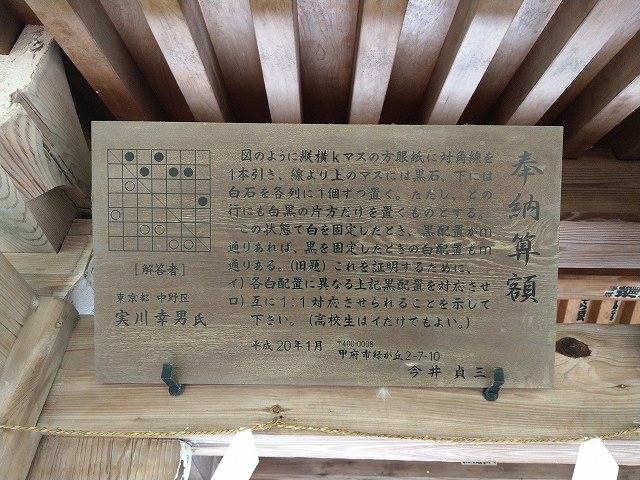 奉納算額
図のように縦横kマスの方眼紙に対角線を
1本引き、線より上のマスには黒石、下には
白石を各列に1個ずつ置く。ただし、どの
行にも白黒の片方だけを置くものとする。
この状態で白を固定したとき、黒配置がm
通りあれば、黒を固定したときの白配置もm
通りある。(旧題) これを証明するために、
イ) 各白配置に異なる上記黒配置を対応させ
ロ) 互に1:1対応させられることを示して
下さい。(高校生はイだけでもよい。)
平成20年1月 〒400-0008
甲府市緑が丘2-7-10
今井貞三
[解答者]
東京都 中野区
実川幸男氏